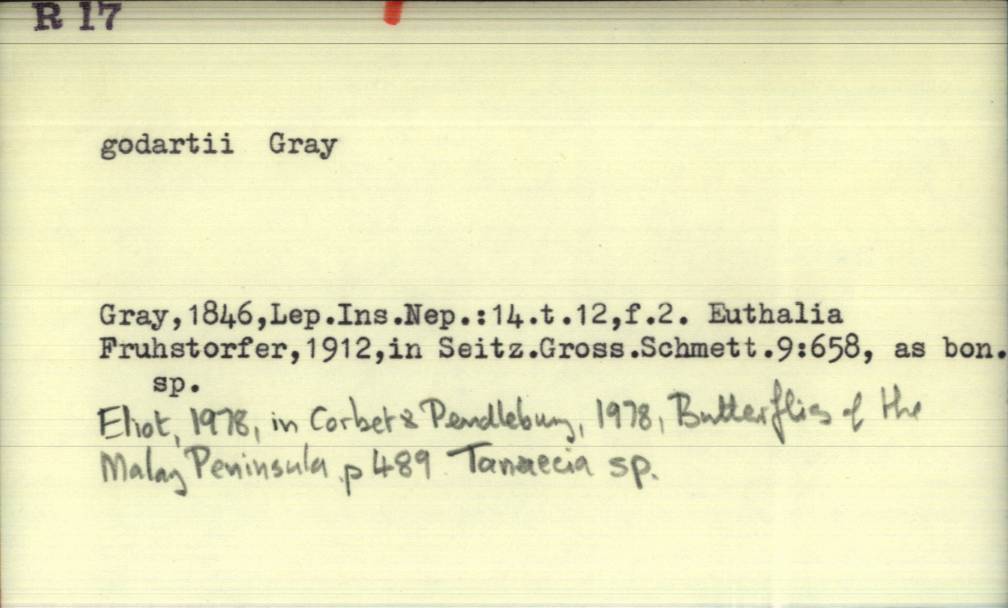 R 17
godartii Gray
Gray,1846,Lep.Ins.Nep.:14.t.12,f.2. Euthalia
Fruhstorfer,1912,in Seitz.Gross.Schmett.9:658, as bon.
sp.
Eliot, 1978, in Corbet & Pendlebury, 1978, Butterflies of the
Malay Peninsula p 489 Tanaecia sp.